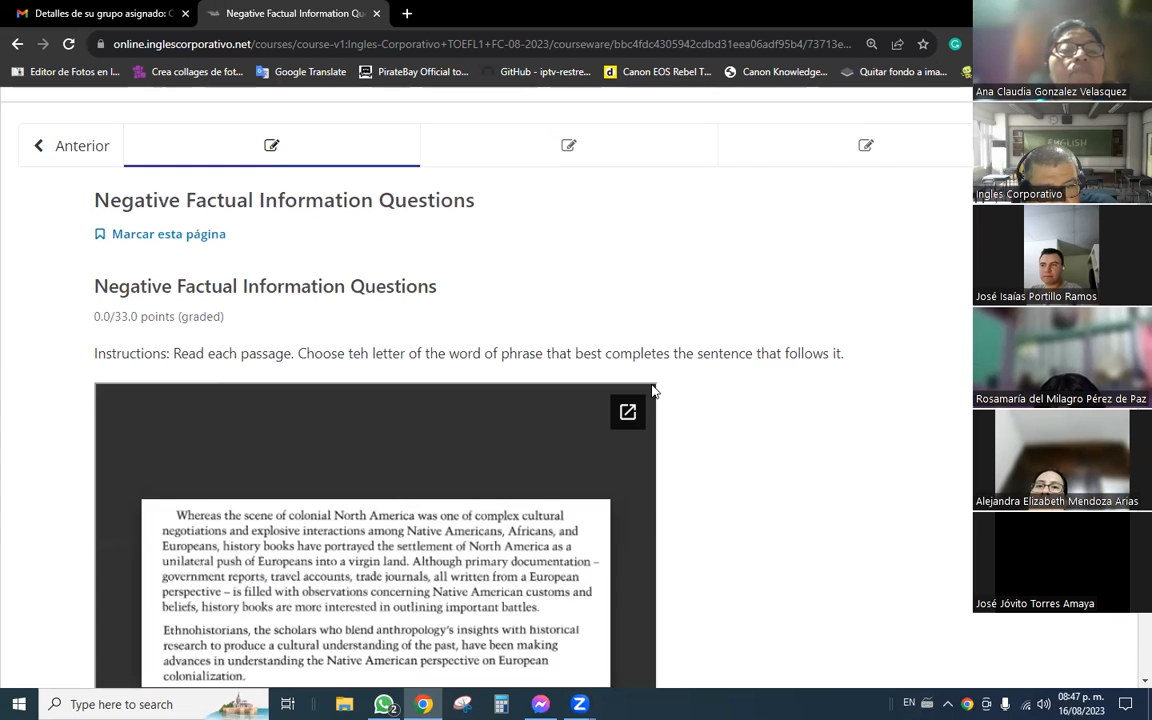 Detalles de su grupo asignado: C
Negative Factual Information Qu
online.inglescorporativo.net/courses/course-v1:Ingles-Corporativo+TOEFL1+FC-08-2023/courseware/bbc4fdc4305942cdbd31eea06adf95b4/73713e...
Editor de Fotos en l...
Crea collages de fot...
Google Translate
PirateBay Official to...
GitHub - iptv-restre...
Canon EOS Rebel T...
Canon Knowledge...
Quitar fondo a ima...
Anterior
Negative Factual Information Questions
Marcar esta página
Negative Factual Information Questions
0.0/33.0 points (graded)
Instructions: Read each passage. Choose teh letter of the word of phrase that best completes the sentence that follows it.
Whereas the scene of colonial North America was one of complex cultural
negotiations and explosive interactions among Native Americans, Africans, and
Europeans, history books have portrayed the settlement of North America as a
unilateral push of Europeans into a virgin land. Although primary documentation –
government reports, travel accounts, trade journals, all written from a European
perspective – is filled with observations concerning Native American customs and
beliefs, history books are more interested in outlining important battles.
Ethnohistorians, the scholars who blend anthropology's insights with historical
research to produce a cultural understanding of the past, have been making
advances in understanding the Native American perspective on European
colonialization.
Ana Claudia Gonzalez Velasquez
ENGLISH
Ingles Corporativo
José Isaías Portillo Ramos
Rosamaría del Milagro Pérez de Paz
Alejandra Elizabeth Mendoza Arias
José Jóvito Torres Amaya
Type here to search
2
EN
08:47 p. m.
16/08/2023